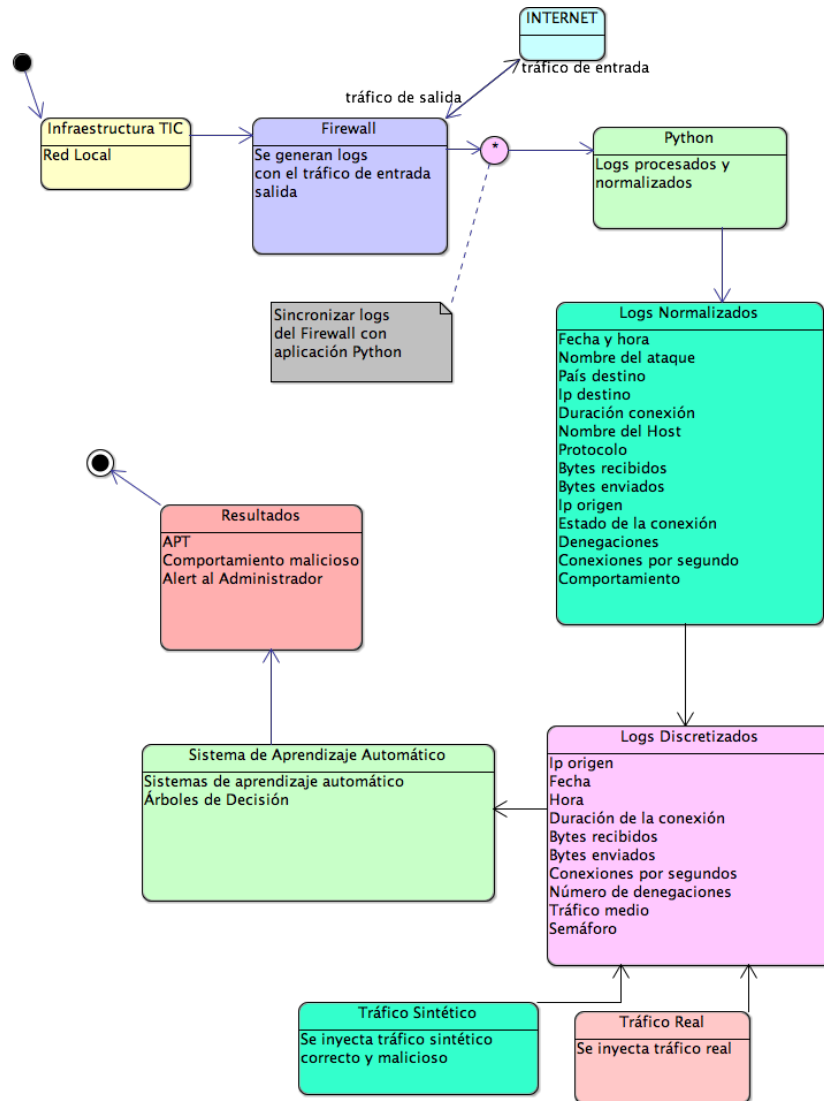 INTERNET
tráfico de entrada
tráfico de salida
Infraestructura TIC
Red Local
Firewall
Se generan logs
con el tráfico de entrada
salida
*
Python
Logs procesados y
normalizados
Sincronizar logs
del Firewall con
aplicación Python
Logs Normalizados
Fecha y hora
Nombre del ataque
País destino
Ip destino
Duración conexión
Nombre del Host
Protocolo
Bytes recibidos
Bytes enviados
Ip origen
Estado de la conexión
Denegaciones
Conexiones por segundo
Comportamiento
Resultados
APT
Comportamiento malicioso
Alert al Administrador
Sistema de Aprendizaje Automático
Sistemas de aprendizaje automático
Árboles de Decisión
Logs Discretizados
Ip origen
Fecha
Hora
Duración de la conexión
Bytes recibidos
Bytes enviados
Conexiones por segundos
Número de denegaciones
Tráfico medio
Semáforo
Tráfico Sintético
Se inyecta tráfico sintético
correcto y malicioso
Tráfico Real
Se inyecta tráfico real